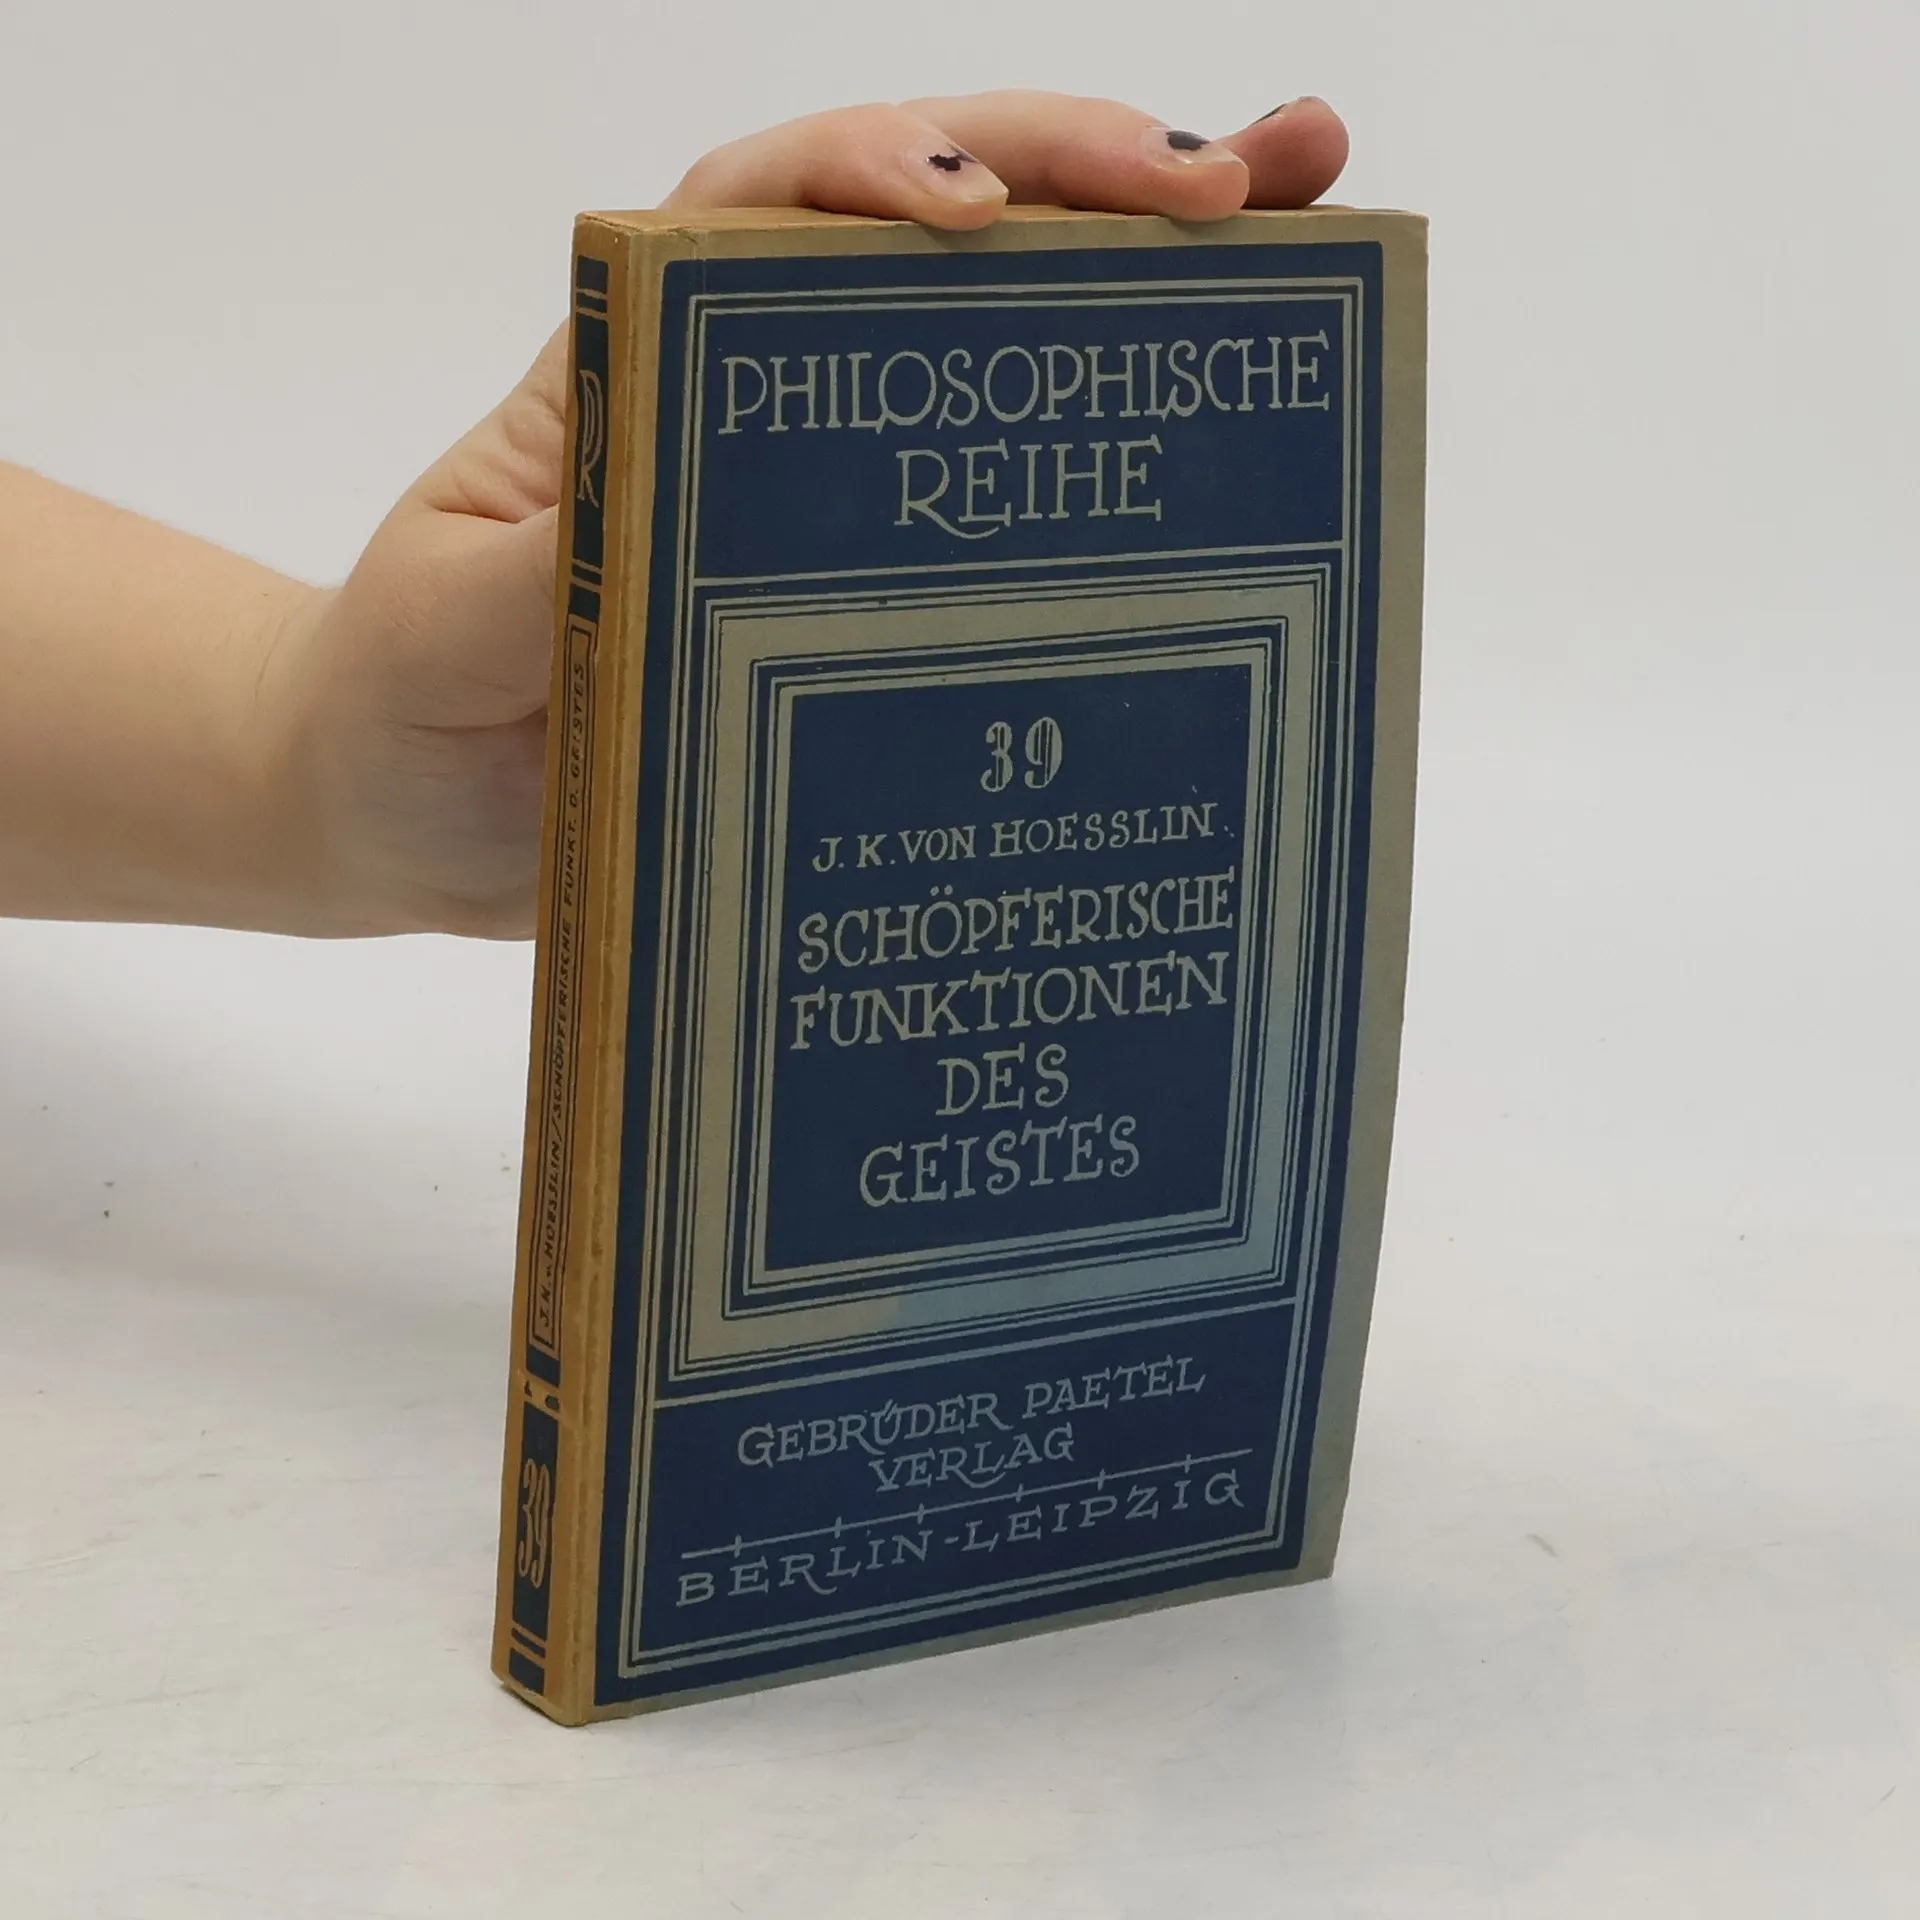 PHILOSOPHISCHE
REIHE
39
J. K. VON HOESSLIN
SCHÖPFERISCHE
FUNKTIONEN
DES
GEISTES
GEBRÜDER PAETEL
VERLAG
BERLIN-LEIPZIG
PR
J. K. v. HOESSLIN/SCHÖPFERISCHE FUNKT. D. GEISTES
39